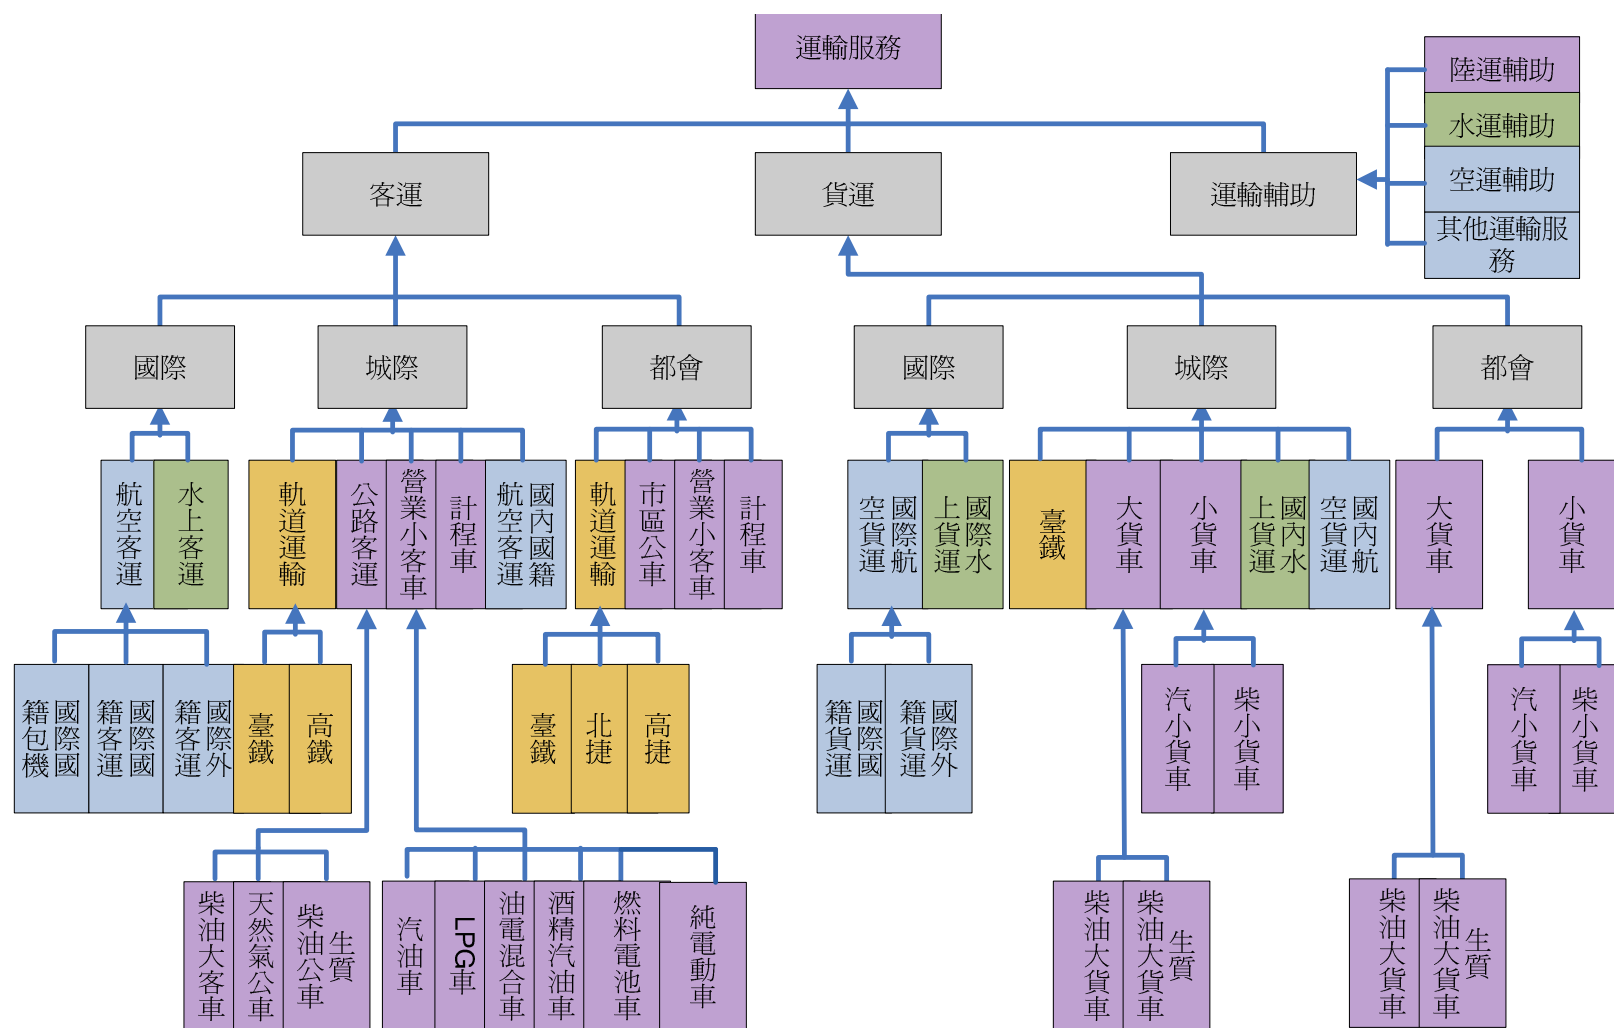 運輸服務
陸運輔助
水運輔助
空運輔助
其他運輸服
務
客運
貨運
運輸輔助
國際
城際
都會
國際
城際
都會
航空客運
水上客運
軌道運輸
公路客運
營業小客車
計程車
國內國籍
航空客運
軌道運輸
市區公車
營業小客車
計程車
國際航
空貨運
國際水
上貨運
臺鐵
大貨車
小貨車
國內水
上貨運
國內航
空貨運
大貨車
小貨車
國際國
籍包機
國際國
籍客運
國際外
籍客運
臺鐵
高鐵
臺鐵
北捷
高捷
國際國
籍貨運
國際外
籍貨運
汽小貨車
柴小貨車
汽小貨車
柴小貨車
柴油大客車
天然氣公車
生質
柴油公車
汽油車
LPG車
油電混合車
酒精汽油車
燃料電池車
純電動車
柴油大貨車
生質
柴油大貨車
柴油大貨車
生質
柴油大貨車